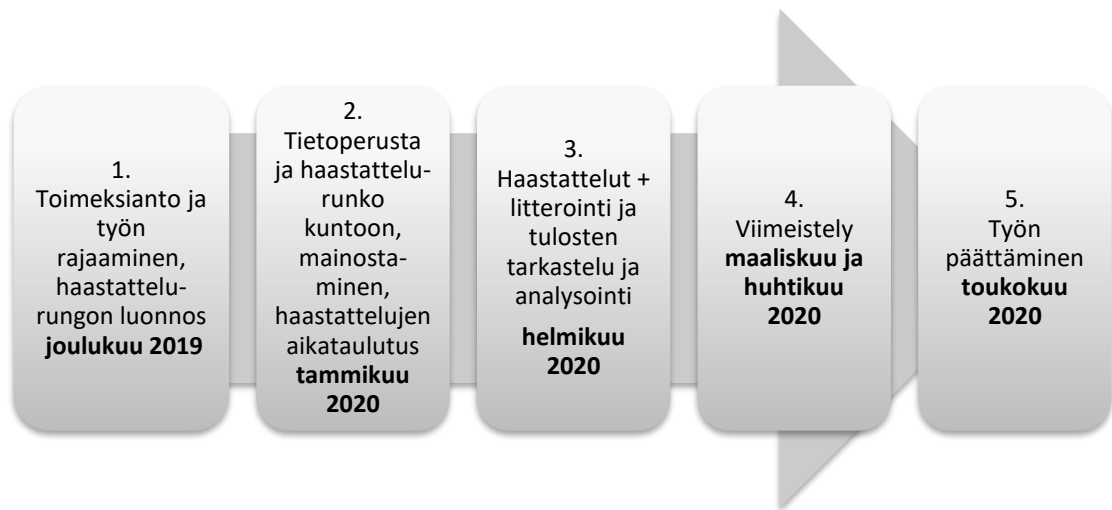 1.
Toimeksianto ja
työn
rajaaminen,
haastattelu-
rungon luonnos
joulukuu 2019
2.
Tietoperusta
ja haastattelu-
runko
kuntoon,
mainosta-
minen,
haastattelujen
aikataulutus
tammikuu
2020
3.
Haastattelut +
litterointi ja
tulosten
tarkastelu ja
analysointi
helmikuu
2020
4.
Viimeistely
maaliskuu ja
huhtikuu
2020
5.
Työn
päättäminen
toukokuu
2020